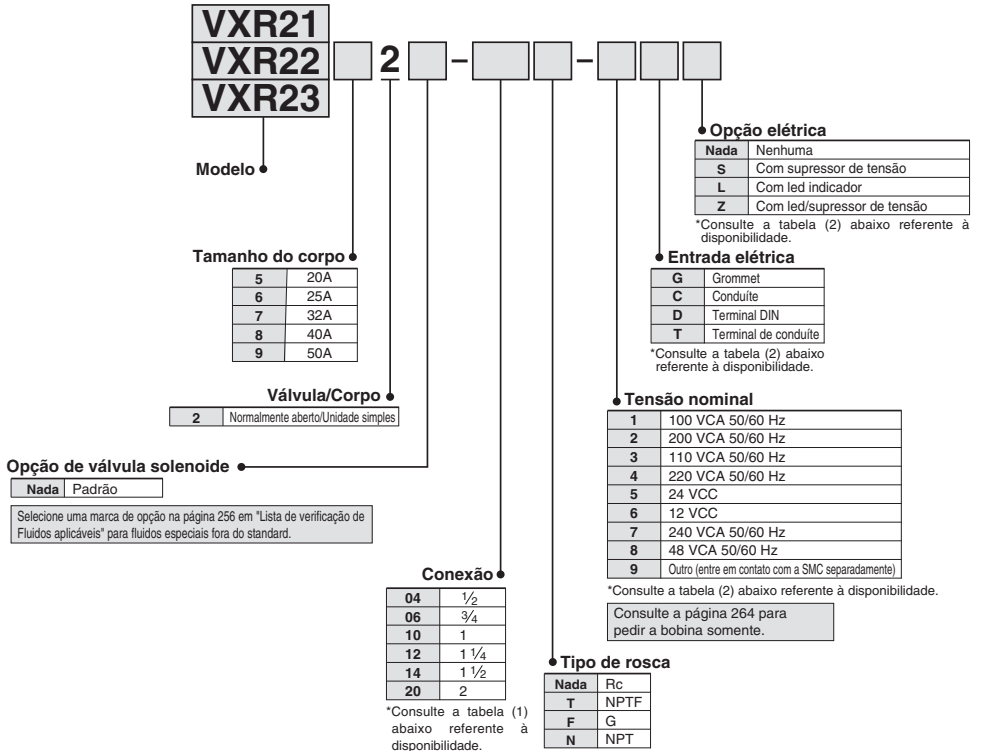 VXR21
VXR22 2 – –
VXR23
Modelo
Opção elétrica
Nada Nenhuma
S Com supressor de tensão
L Com led indicador
Z Com led/supressor de tensão
*Consulte a tabela (2) abaixo referente à
disponibilidade.
Tamanho do corpo
5 20A
6 25A
7 32A
8 40A
9 50A
Entrada elétrica
G Grommet
C Conduíte
D Terminal DIN
T Terminal de conduíte
*Consulte a tabela (2) abaixo
referente à disponibilidade.
Válvula/Corpo
2 Normalmente aberto/Unidade simples
Tensão nominal
1 100 VCA 50/60 Hz
2 200 VCA 50/60 Hz
3 110 VCA 50/60 Hz
4 220 VCA 50/60 Hz
5 24 VCC
6 12 VCC
7 240 VCA 50/60 Hz
8 48 VCA 50/60 Hz
9 Outro (entre em contato com a SMC separadamente)
*Consulte a tabela (2) abaixo referente à disponibilidade.
Consulte a página 264 para
pedir a bobina somente.
Opção de válvula solenoide
Nada Padrão
Selecione uma marca de opção na página 256 em "Lista de verificação de
Fluidos aplicáveis" para fluidos especiais fora do standard.
Conexão
04 1/2
06 3/4
10 1
12 1 1/4
14 1 1/2
20 2
*Consulte a tabela (1)
abaixo referente à
disponibilidade.
Tipo de rosca
Nada Rc
T NPTF
F G
N NPT